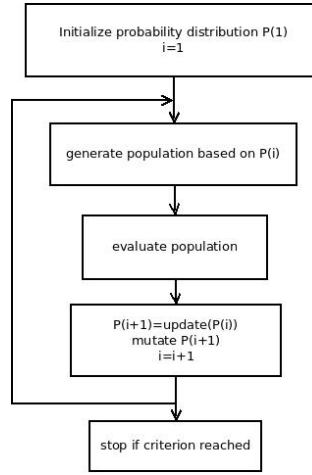 Initialize probability distribution P(1)
i=1
generate population based on P(i)
evaluate population
P(i+1)=update(P(i))
mutate P(i+1)
i=i+1
stop if criterion reached